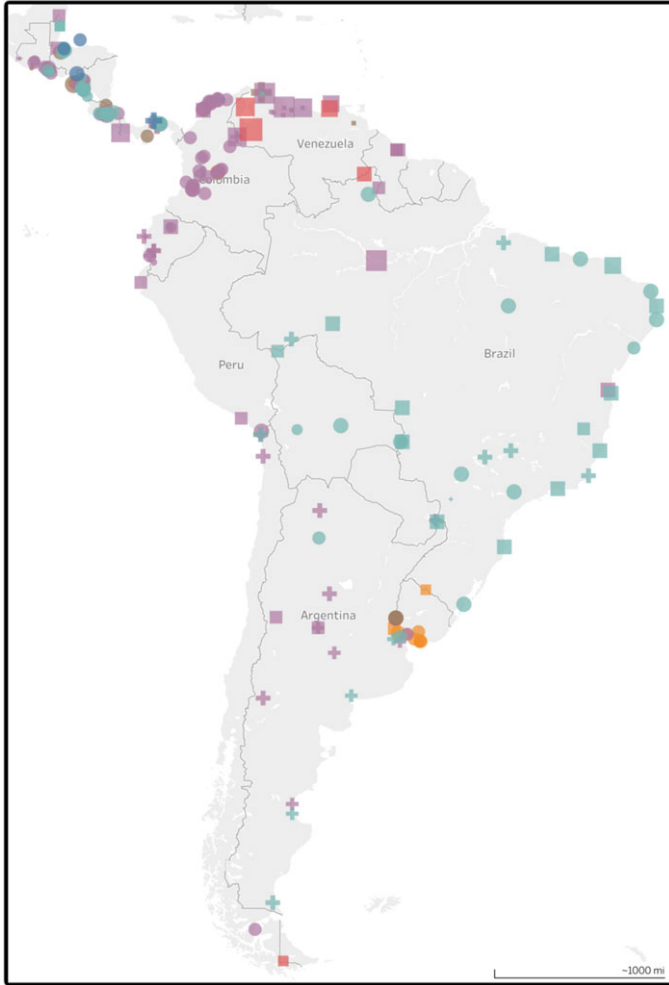 Venezuela
Colombia
Peru
Brazil
Argentina
~1000 mi